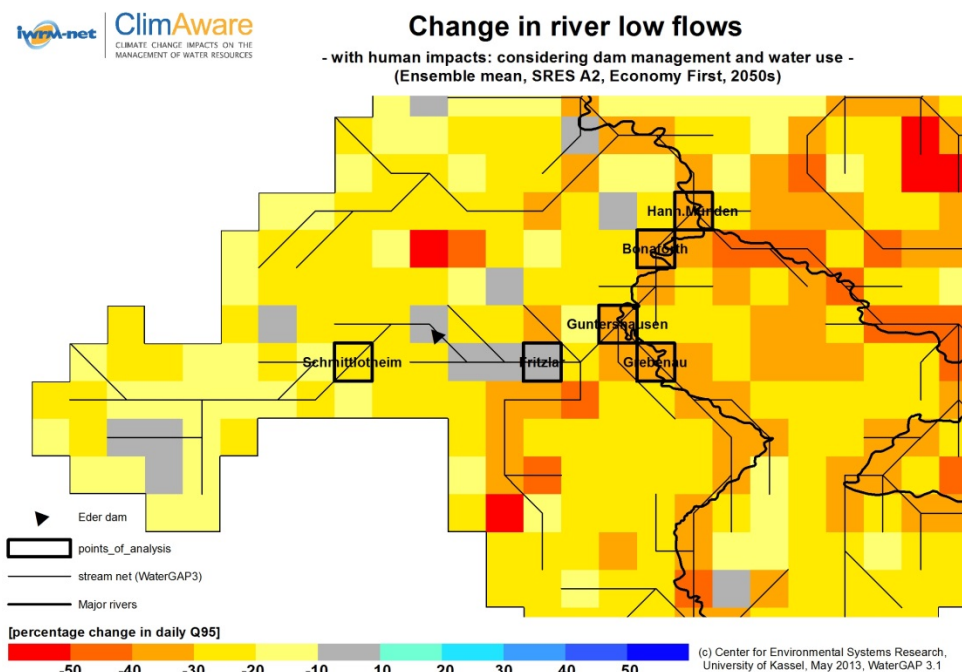 iwrm-net
ClimAware
CLIMATE CHANGE IMPACTS ON THE
MANAGEMENT OF WATER RESOURCES
Change in river low flows
- with human impacts: considering dam management and water use -
(Ensemble mean, SRES A2, Economy First, 2050s)
Hann.Münden
Bonaforth
Guntershausen
Schmittlotheim
Fritzlar
Grebenau
Eder dam
points_of_analysis
stream net (WaterGAP3)
Major rivers
[percentage change in daily Q95]
-50 -40 -30 -20 -10 10 20 30 40 50
(c) Center for Environmental Systems Research,
University of Kassel, May 2013, WaterGAP 3.1